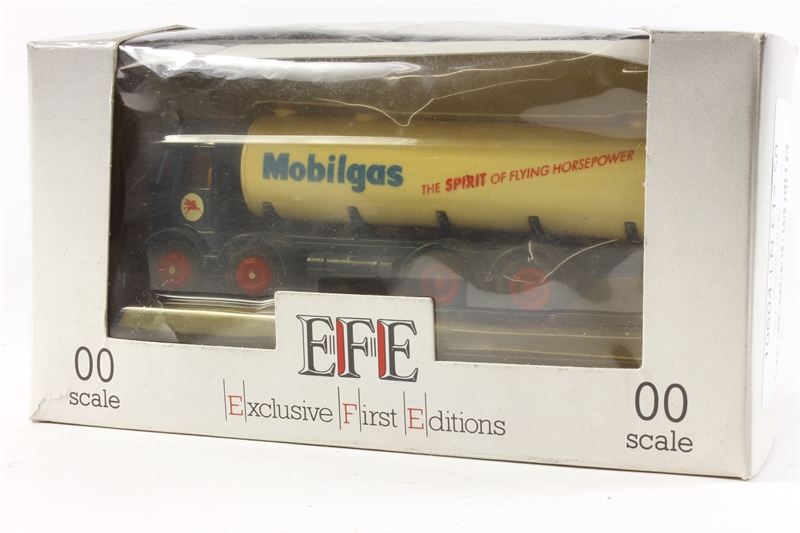 Mobilgas
THE SPIRIT OF FLYING HORSEPOWER
EFE
Exclusive First Editions
00
scale
00
scale